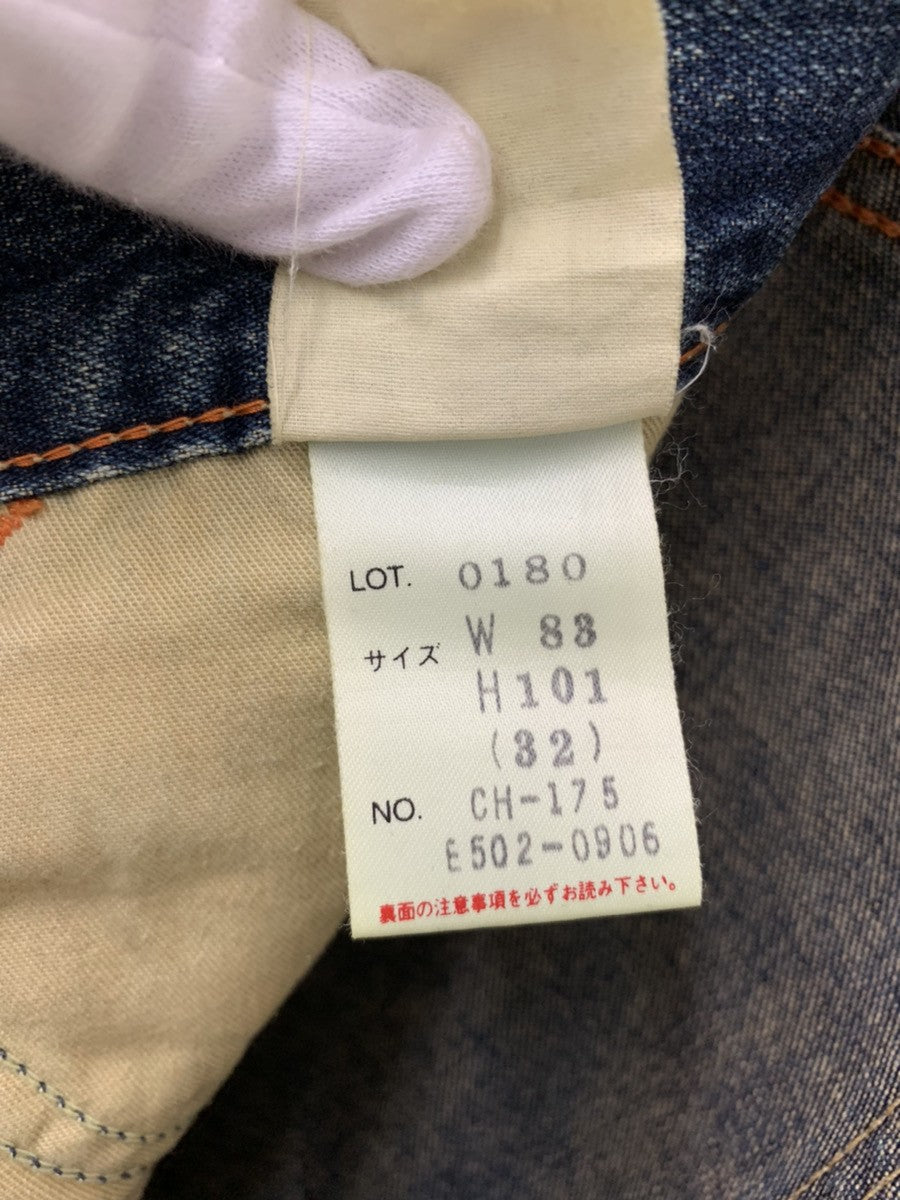 LOT. 0180
サイズ W 83
H101
(32)
NO. CH-175
E502-0906
裏面の注意事項を必ずお読み下さい。